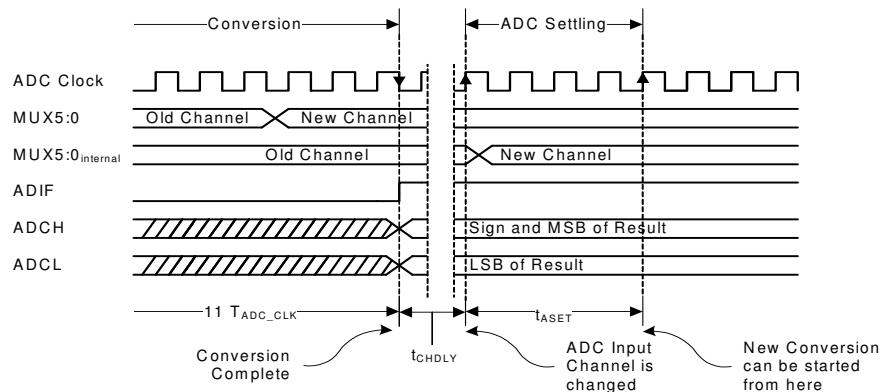 Conversion
ADC Settling
ADC Clock
MUX5:0
Old Channel
New Channel
MUX5:0internal
Old Channel
New Channel
ADIF
ADCH
Sign and MSB of Result
ADCL
LSB of Result
11 TADC_CLK
tCHDLY
tASET
Conversion
Complete
ADC Input
Channel is
changed
New Conversion
can be started
from here